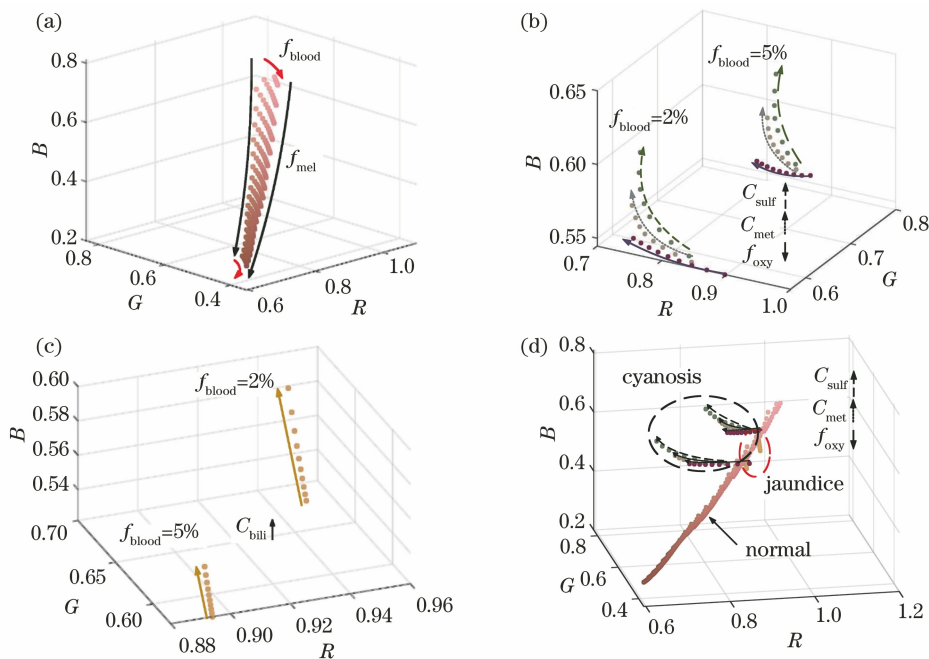 (a)
f_blood
f_mel
B
0.8
0.6
0.4
0.2
0.8
0.6
0.4
G
0.6
0.8
1.0
R
(b)
f_blood=5%
f_blood=2%
B
0.65
0.60
0.55
C_sulf
C_met
f_oxy
0.7
0.8
0.9
1.0
R
0.6
0.7
0.8
G
(c)
f_blood=2%
f_blood=5%
C_bili
B
0.60
0.58
0.56
0.54
0.70
0.65
0.60
G
0.88
0.90
0.92
0.94
0.96
R
(d)
cyanosis
jaundice
normal
C_sulf
C_met
f_oxy
B
0.8
0.6
0.4
0.2
0.8
0.6
0.4
G
0.6
0.8
1.0
1.2
R